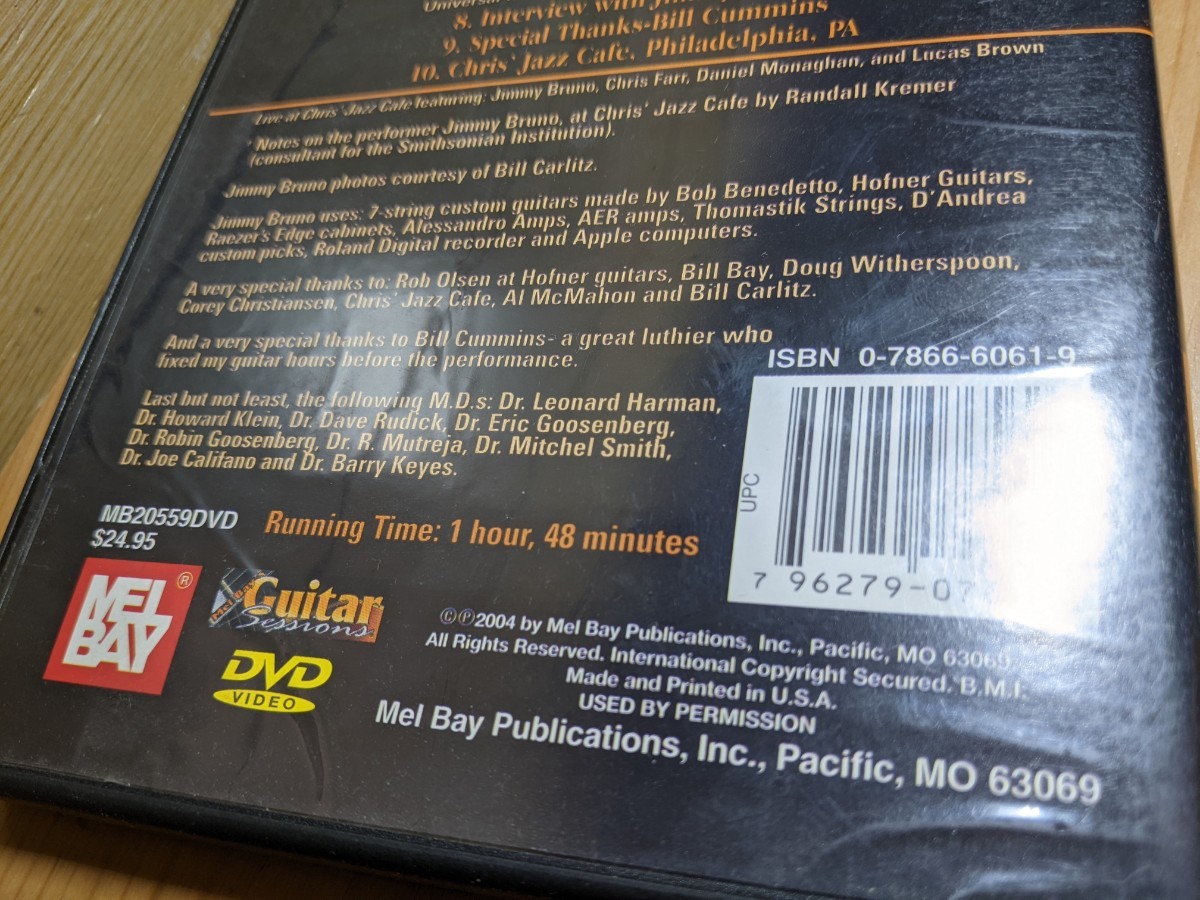 Universal
8. Interview with
9. Special Thanks-Bill Cummins
10. Chris' Jazz Cafe, Philadelphia, PA
Live at Chris' Jazz Cafe featuring: Jimmy Bruno, Chris Farr, Daniel Monaghan, and Lucas Brown
Notes on the performer Jimmy Bruno, at Chris' Jazz Cafe by Randall Kremer
(consultant for the Smithsonian Institution).
Jimmy Bruno photos courtesy of Bill Carlitz.
Jimmy Bruno uses: 7-string custom guitars made by Bob Benedetto, Hofner Guitars,
Raezer's Edge cabinets, Alessandro Amps, AER amps, Thomastik Strings, D'Andrea
custom picks, Roland Digital recorder and Apple computers.
A very special thanks to: Rob Olsen at Hofner guitars, Bill Bay, Doug Witherspoon,
Corey Christiansen, Chris' Jazz Cafe, Al McMahon and Bill Carlitz.
And a very special thanks to Bill Cummins- a great luthier who
fixed my guitar hours before the performance.
ISBN 0-7866-6061-9
Last but not least, the following M.D.s: Dr. Leonard Harman,
Dr. Howard Klein, Dr. Dave Rudick, Dr. Eric Goosenberg,
Dr. Robin Goosenberg, Dr. R. Mutreja, Dr. Mitchel Smith,
Dr. Joe Califano and Dr. Barry Keyes.
UPC
7 96279-07
MB20559DVD
$24.95
Running Time: 1 hour, 48 minutes
MEL BAY ®
Mel Bay's
Guitar
Sessions
DVD
VIDEO
©℗2004 by Mel Bay Publications, Inc., Pacific, MO 63069
All Rights Reserved. International Copyright Secured. B.M.I.
Made and Printed in U.S.A.
USED BY PERMISSION
Mel Bay Publications, Inc., Pacific, MO 63069